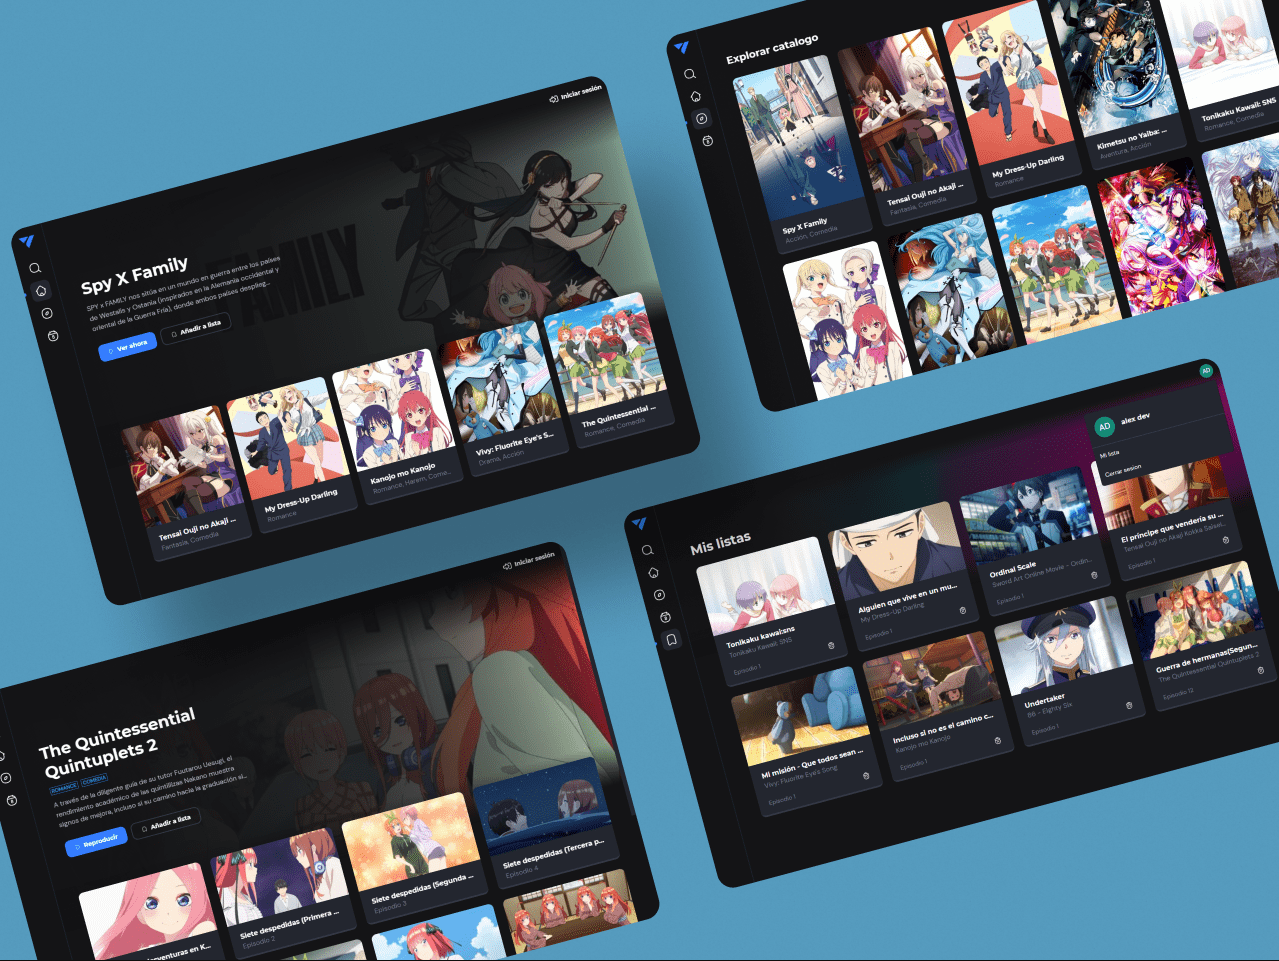 Iniciar sesión
FAMILY
Spy X Family
SPY x FAMILY nos sitúa en un mundo en guerra entre los países
de Westalis y Ostania (inspirados en la Alemania occidental y
oriental de la Guerra Fría), donde ambos países desplieg...
Ver ahora
Añadir a lista
Tensai Ouji no Akaji ...
Fantasía, Comedia
My Dress-Up Darling
Romance
Kanojo mo Kanojo
Romance, Harem, Come...
Vivy: Fluorite Eye's S...
Drama, Acción
The Quintessential ...
Romance, Comedia
Explorar catalogo
Spy X Family
Acción, Comedia
Tensai Ouji no Akaji ...
Fantasía, Comedia
My Dress-Up Darling
Romance
Kimetsu no Yaiba: ...
Aventura, Acción
Tonikaku Kawaii: SNS
Romance, Comedia
Iniciar sesión
The Quintessential
Quintuplets 2
ROMANCE
COMEDIA
A través de la diligente guía de su tutor Fuutarou Uesugi, el
rendimiento académico de las quintillizas Nakano muestra
signos de mejora, incluso si su camino hacia la graduación si...
Reproducir
Añadir a lista
Siete despedidas (Primera ...
Episodio 2
Siete despedidas (Segunda ...
Episodio 3
Siete despedidas (Tercera p...
Episodio 4
AD
AD
alez dev
Mi lista
Cerrar sesion
Mis listas
Tonikaku kawai:sns
Tonikaku Kawaii: SNS
Episodio 1
Alguien que vive en un mu...
My Dress-Up Darling
Episodio 1
Ordinal Scale
Sword Art Online Movie - Ordin...
Episodio 1
El príncipe que vendería su ...
Tensai Ouji no Akaji Kokka Saisei...
Episodio 1
Mi misión - Que todos sean ...
Vivy: Fluorite Eye's Song
Episodio 1
Incluso si no es el camino c...
Kanojo mo Kanojo
Episodio 1
Undertaker
86 - Eighty Six
Episodio 1
Guerra de hermanas(Segun...
The Quintessential Quintuplets 2
Episodio 12